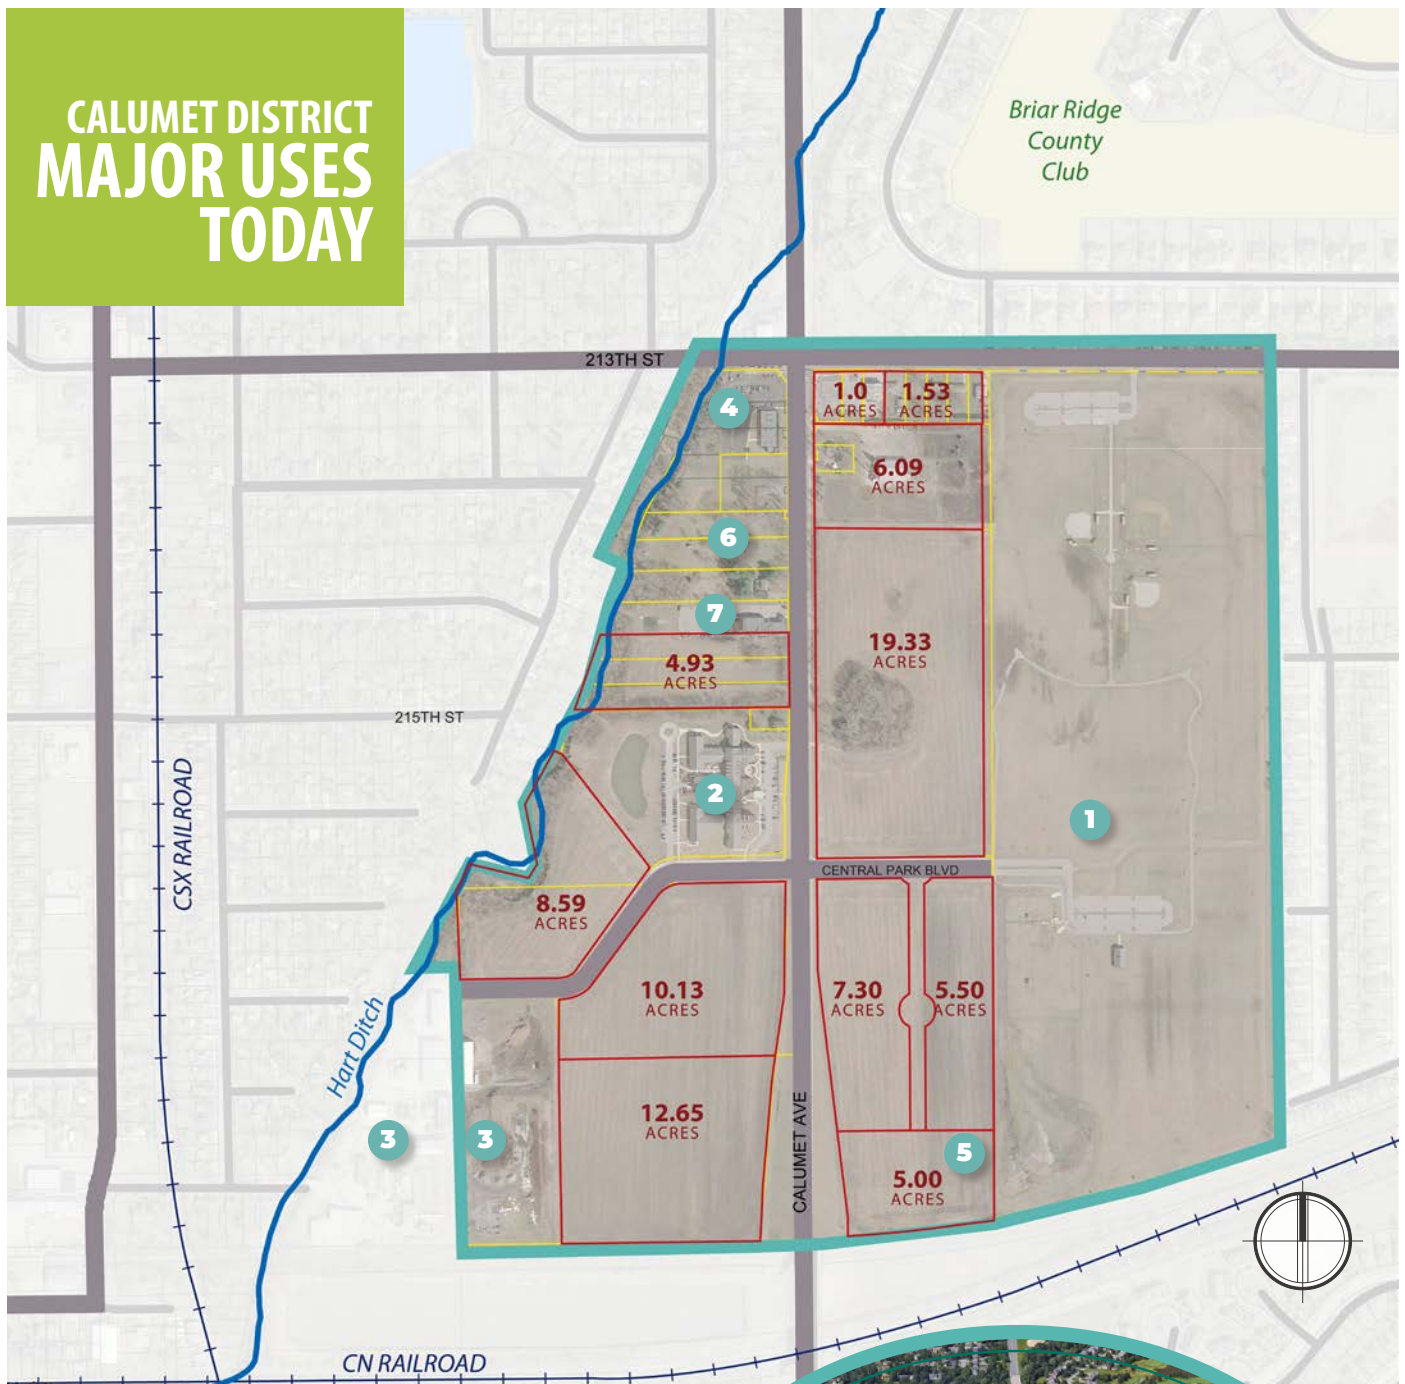 CALUMET DISTRICT
MAJOR USES
TODAY
Briar Ridge
County
Club
213TH ST
4
1.0
ACRES
1.53
ACRES
6.09
ACRES
6
7
4.93
ACRES
19.33
ACRES
215TH ST
2
1
CSX RAILROAD
CENTRAL PARK BLVD
8.59
ACRES
10.13
ACRES
7.30
ACRES
5.50
ACRES
Hart Ditch
12.65
ACRES
CALUMET AVE
3
3
5
5.00
ACRES
CN RAILROAD